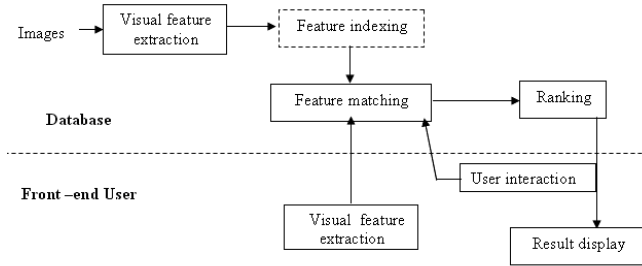 Images
Visual feature
extraction
Feature indexing
Feature matching
Ranking
Database
User interaction
Front –end User
Visual feature
extraction
Result display